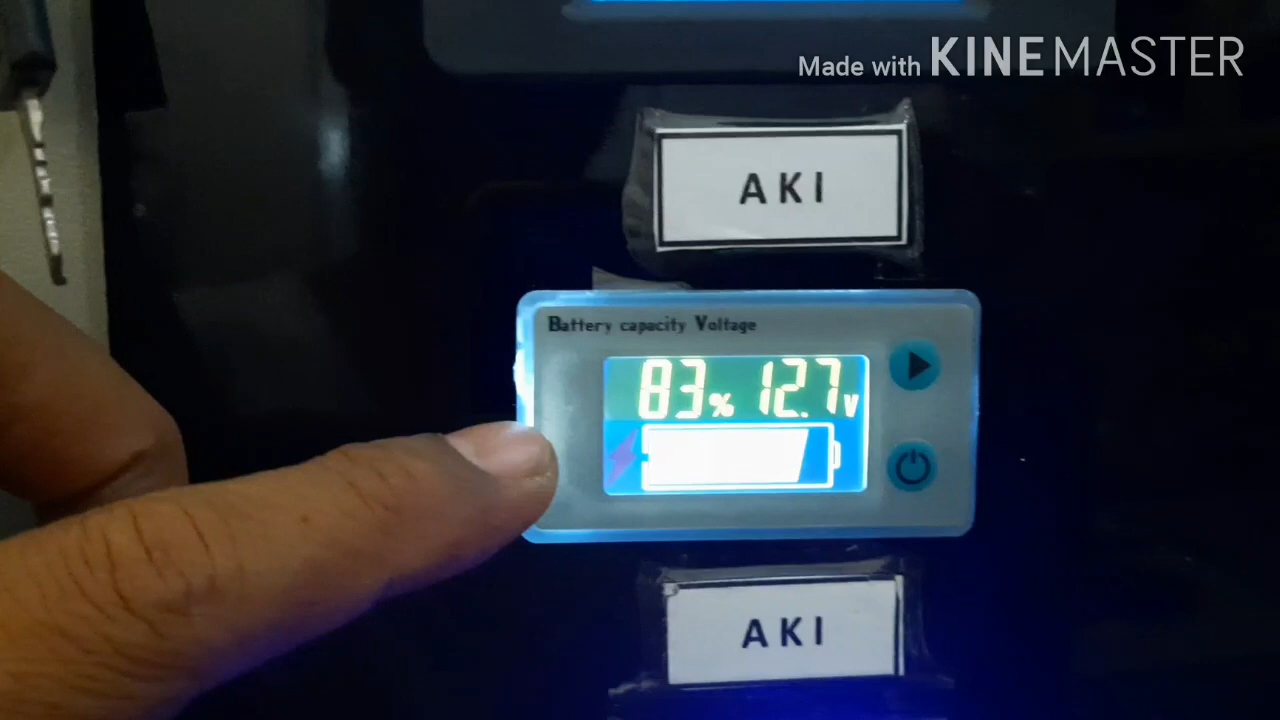 Made with KINEMASTER
AKI
Battery capacity Voltage
83% 12.7v
AKI